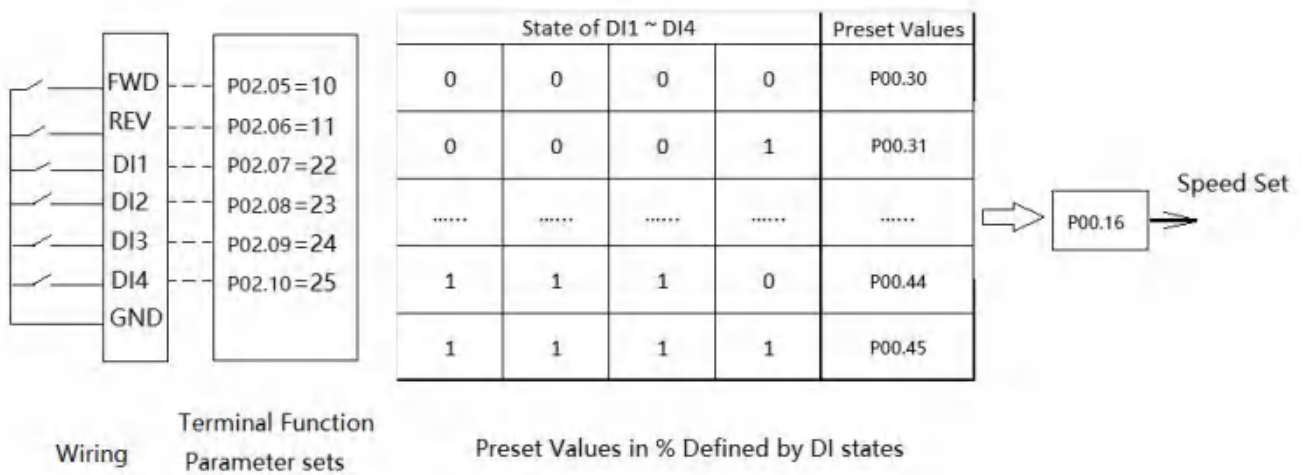 FWD
REV
DI1
DI2
DI3
DI4
GND
P02.05=10
P02.06=11
P02.07=22
P02.08=23
P02.09=24
P02.10=25
State of DI1 ~ DI4 Preset Values
0 0 0 0 P00.30
0 0 0 1 P00.31
...... ...... ...... ...... ......
1 1 1 0 P00.44
1 1 1 1 P00.45
P00.16
Speed Set
Wiring
Terminal Function
Parameter sets
Preset Values in % Defined by DI states